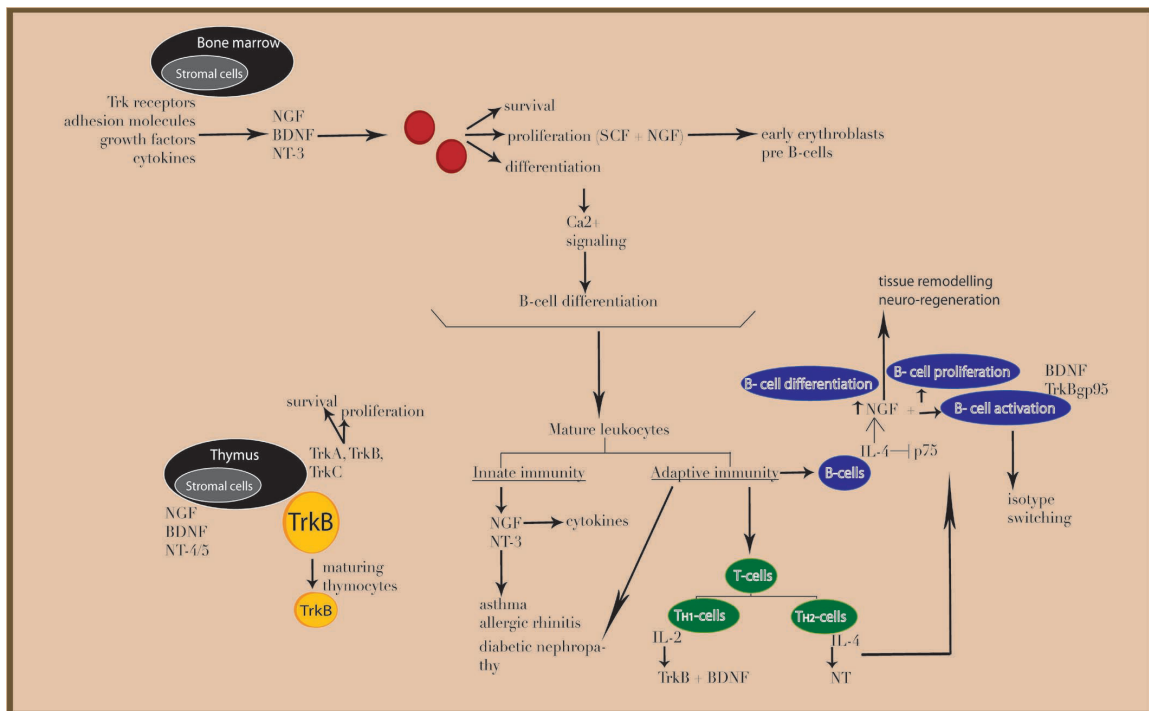 Bone marrow
Stromal cells
Trk receptors
adhesion molecules
growth factors
cytokines
NGF
BDNF
NT-3
survival
proliferation (SCF + NGF)
differentiation
early erythroblasts
pre B-cells
Ca2+
signaling
B-cell differentiation
tissue remodelling
neuro-regeneration
B- cell differentiation
B- cell proliferation
BDNF
TrkBgp95
NGF +
B- cell activation
IL-4 p75
B-cells
isotype
switching
survival
proliferation
TrkA, TrkB,
TrkC
Thymus
Stromal cells
NGF
BDNF
NT-4/5
TrkB
maturing
thymocytes
TrkB
Mature leukocytes
Innate immunity
Adaptive immunity
NGF
NT-3
cytokines
asthma
allergic rhinitis
diabetic nephropa-
thy
T-cells
TH1-cells
TH2-cells
IL-2
IL-4
TrkB + BDNF
NT